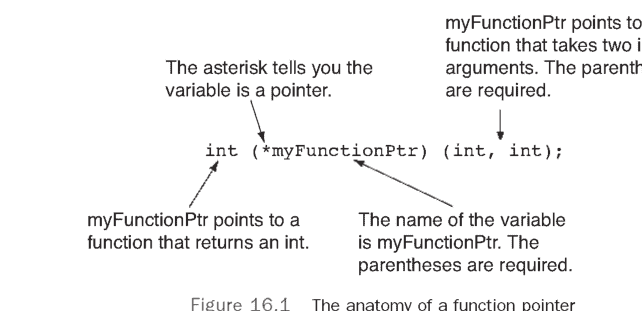 myFunctionPtr points to
function that takes two
arguments. The
are required.
The asterisk tells you the
variable is a pointer.
int (*myFunctionPtr) (int, int);
myFunctionPtr points to a
function that returns an int.
The name of the variable
is myFunctionPtr. The
parentheses are required.
Figure 16.1 The anatomy of a function pointer